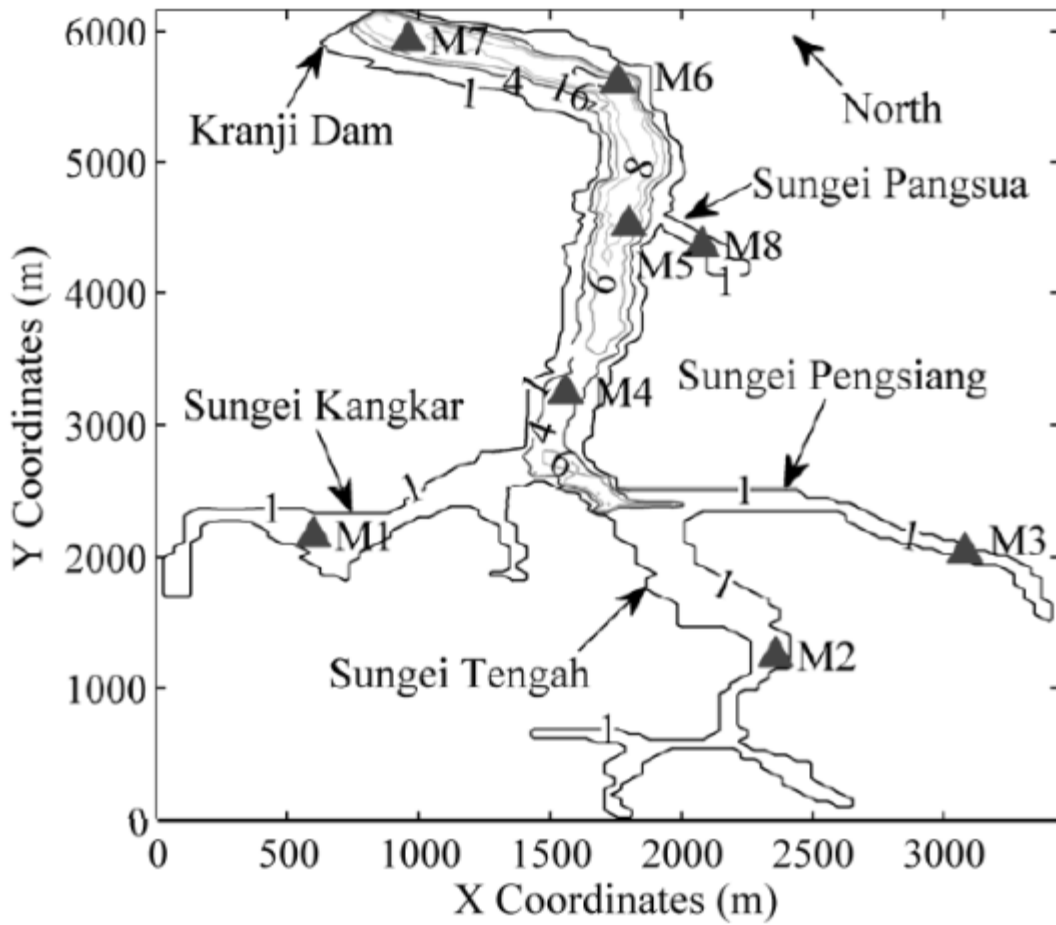 6000
5000
4000
3000
2000
1000
0
0
500
1000
1500
2000
2500
3000
Y Coordinates (m)
X Coordinates (m)
M7
M6
North
Kranji Dam
1
4
16
8
Sungei Pangsua
M8
M5
1
6
Sungei Pengsiang
M4
1
4
6
Sungei Kangkar
1
1
M1
1
1
M3
1
M2
Sungei Tengah
1